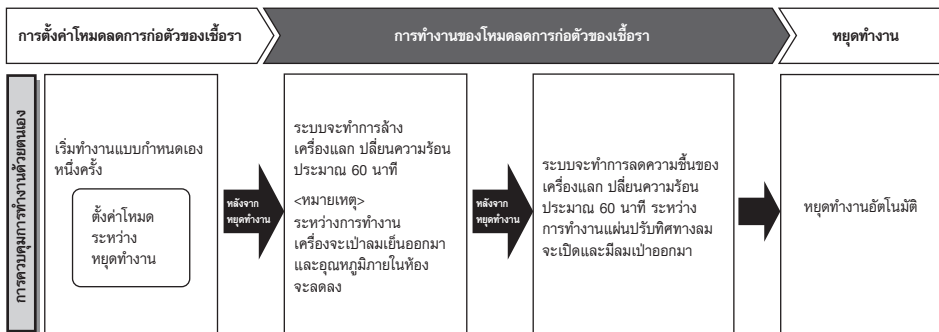 การตั้งค่าโหมดลดการก่อตัวของเชื้อรา
การทำงานของโหมดลดการก่อตัวของเชื้อรา
หยุดทำงาน
การควบคุมการทำงานด้วยตนเอง
เริ่มทำงานแบบกำหนดเอง
หนึ่งครั้ง
ตั้งค่าโหมด
ระหว่าง
หยุดทำงาน
หลังจาก
หยุดทำงาน
ระบบจะทำการล้าง
เครื่องแลก ปลี่ยนความร้อน
ประมาณ 60 นาที
<หมายเหตุ>
ระหว่างการทำงาน
เครื่องจะเป่าลมเย็นออกมา
และอุณหภูมิภายในห้อง
จะลดลง
หลังจาก
หยุดทำงาน
ระบบจะทำการลดความชื้นของ
เครื่องแลก ปลี่ยนความร้อน
ประมาณ 60 นาที ระหว่าง
การทำงานแผ่นปรับทิศทางลม
จะเปิดและมีลมเป่าออกมา
หยุดทำงานอัตโนมัติ